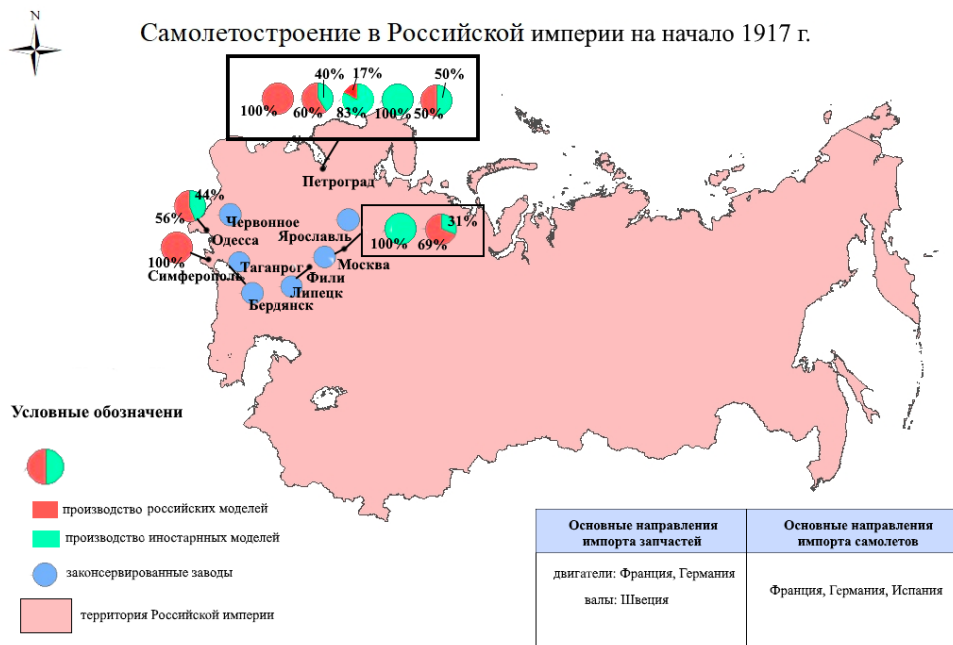 N
Самолетостроение в Российской империи на начало 1917 г.
40%
17%
50%
100%
60%
83%
100%
50%
Петроград
44%
56%
Червонное
Одесса
Ярославль
31%
100%
69%
100%
Симферополь
Таганрог
Москва
Фили
Липецк
Бердянск
Условные обозначени
производство российских моделей
производство иностарнных моделей
законсервированные заводы
территория Российской империи
Основные направления
импорта запчастей
двигатели: Франция, Германия
валы: Швеция
Основные направления
импорта самолетов
Франция, Германия, Испания